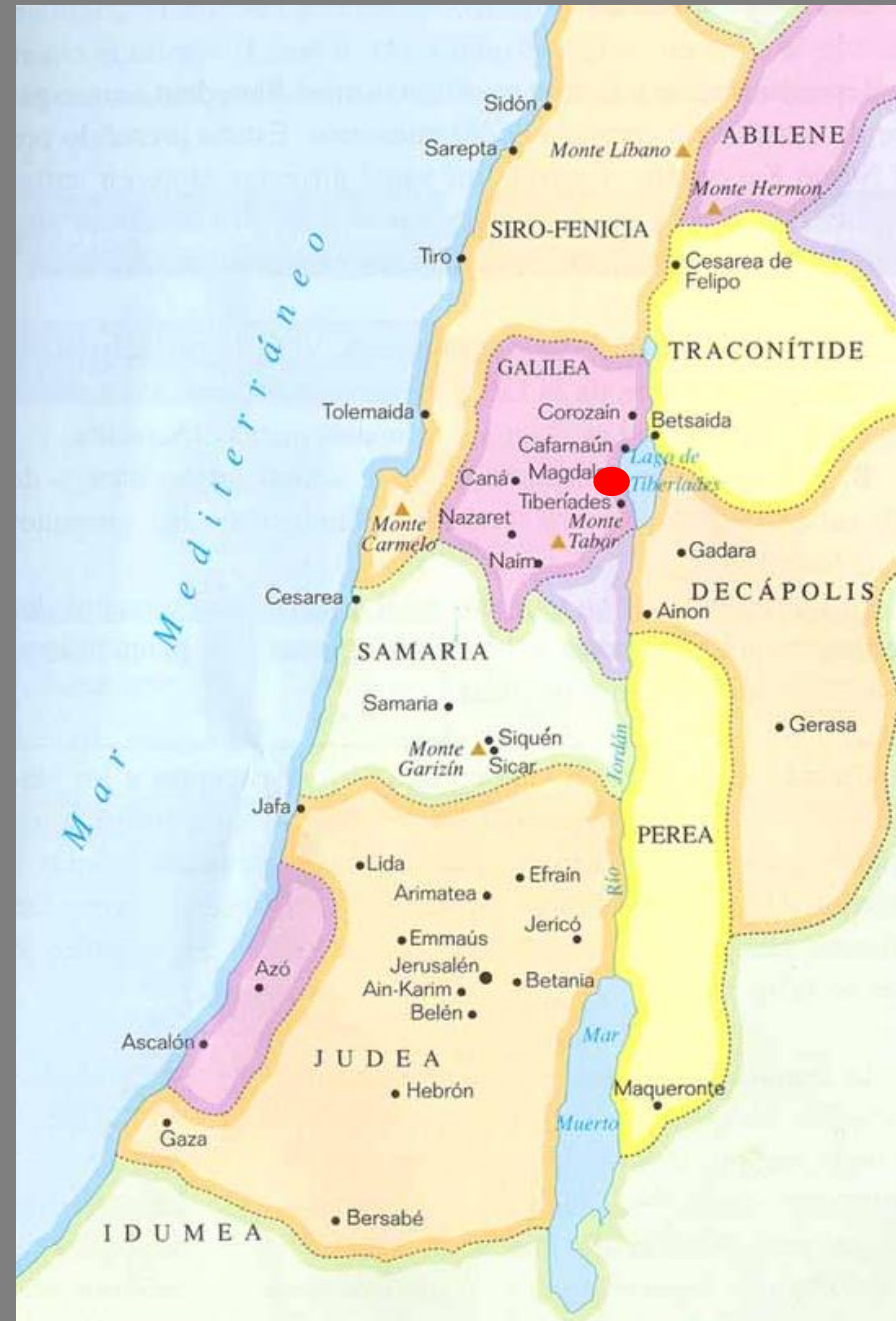 Sidón
Sarepta
Monte Líbano
ABILENE
Monte Hermon
SIRO-FENICIA
Tiro
Cesarea de
Felipo
TRACONÍTIDE
GALILEA
Tolemaida
Corozaín
Betsaida
Cafarnaún
Lago de
Tiberíades
Caná
Magdala
Tiberíades
Monte
Carmelo
Nazaret
Monte
Tabor
Naím
Gadara
DECÁPOLIS
Cesarea
Ainon
Mar Mediterráneo
SAMARIA
Samaria
Siquén
Monte
Garizín
Sicar
Gerasa
Río Jordán
Jafa
PEREA
Lida
Efraín
Arimatea
Emmaús
Jericó
Azó
Jerusalén
Ain-Karim
Betania
Belén
Ascalón
JUDEA
Mar
Muerto
Hebrón
Maqueronte
Gaza
Bersabé
IDUMEA